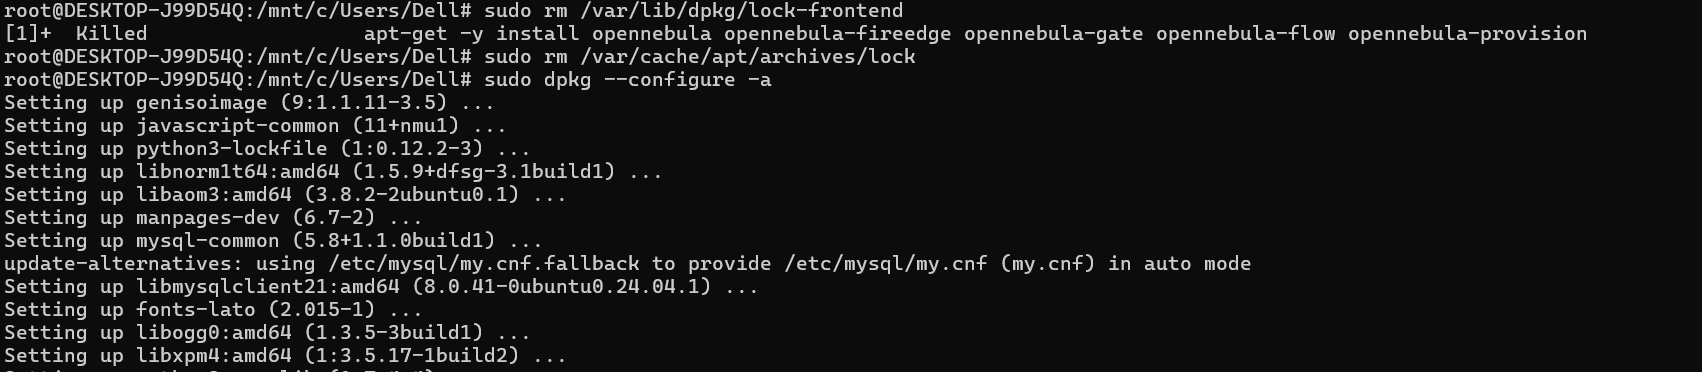 root@DESKTOP-J99D54Q:/mnt/c/Users/Dell# sudo rm /var/lib/dpkg/lock-frontend
[1]+  Killed                  apt-get -y install opennebula opennebula-fireedge opennebula-gate opennebula-flow opennebula-provision
root@DESKTOP-J99D54Q:/mnt/c/Users/Dell# sudo rm /var/cache/apt/archives/lock
root@DESKTOP-J99D54Q:/mnt/c/Users/Dell# sudo dpkg --configure -a
Setting up genisoimage (9:1.1.11-3.5) ...
Setting up javascript-common (11+nmu1) ...
Setting up python3-lockfile (1:0.12.2-3) ...
Setting up libnorm1t64:amd64 (1.5.9+dfsg-3.1build1) ...
Setting up libaom3:amd64 (3.8.2-2ubuntu0.1) ...
Setting up manpages-dev (6.7-2) ...
Setting up mysql-common (5.8+1.1.0build1) ...
update-alternatives: using /etc/mysql/my.cnf.fallback to provide /etc/mysql/my.cnf (my.cnf) in auto mode
Setting up libmysqlclient21:amd64 (8.0.41-0ubuntu0.24.04.1) ...
Setting up fonts-lato (2.015-1) ...
Setting up libogg0:amd64 (1.3.5-3build1) ...
Setting up libxpm4:amd64 (1:3.5.17-1build2) ...